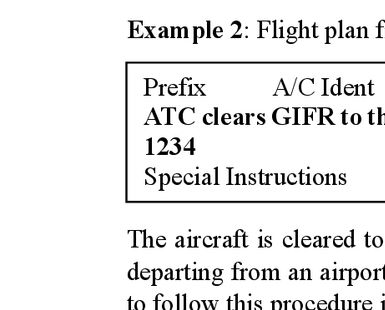 Example 2: Flight plan f
Prefix A/C Ident
ATC clears GIFR to th
1234
Special Instructions
The aircraft is cleared to
departing from an airport
to follow this procedure i